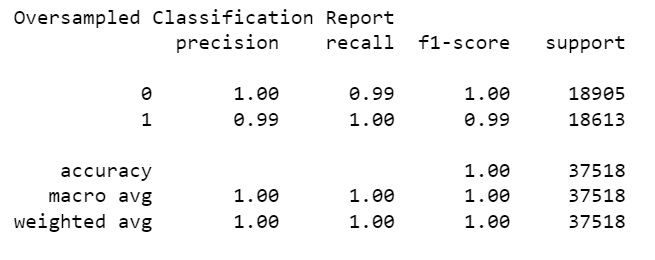 Oversampled Classification Report
precision recall f1-score support
0 1.00 0.99 1.00 18905
1 0.99 1.00 0.99 18613
accuracy 1.00 37518
macro avg 1.00 1.00 1.00 37518
weighted avg 1.00 1.00 1.00 37518